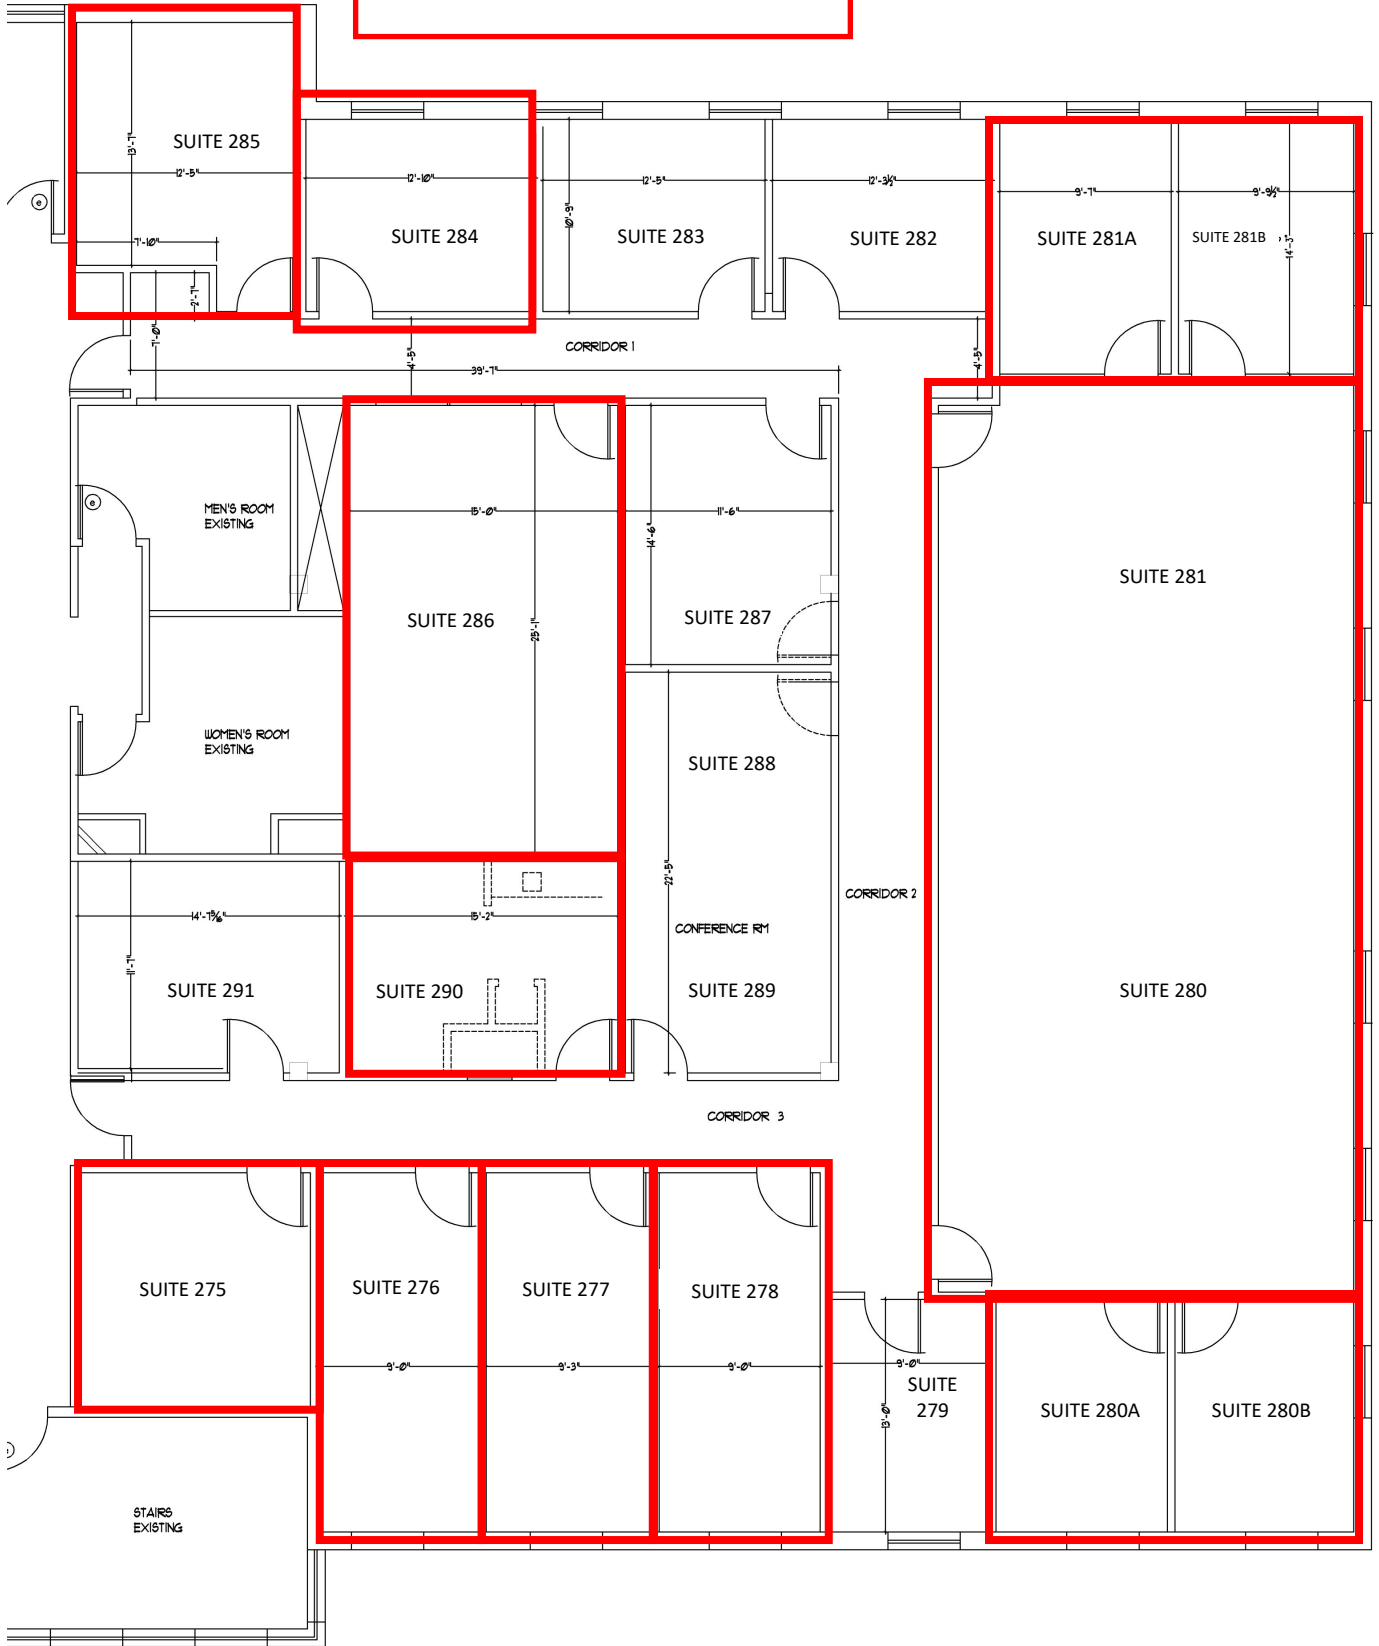 SUITE 285
13'-7"
12'-5"
7'-10"
2'-7"
7'-0"
SUITE 284
12'-10"
SUITE 283
12'-5"
10'-9"
SUITE 282
12'-3½"
SUITE 281A
9'-7"
SUITE 281B
9'-9½"
14'-3"
CORRIDOR 1
4'-5"
39'-7"
4'-5"
MEN'S ROOM
EXISTING
15'-0"
SUITE 286
25'-1"
11'-6"
14'-6"
SUITE 287
SUITE 281
WOMEN'S ROOM
EXISTING
SUITE 288
22'-5"
CORRIDOR 2
14'-7⁵⁄₁₆"
11'-7"
SUITE 291
15'-2"
SUITE 290
CONFERENCE RM
SUITE 289
SUITE 280
CORRIDOR 3
SUITE 275
SUITE 276
9'-0"
SUITE 277
9'-3"
SUITE 278
9'-0"
9'-0"
SUITE
279
13'-0"
SUITE 280A
SUITE 280B
STAIRS
EXISTING